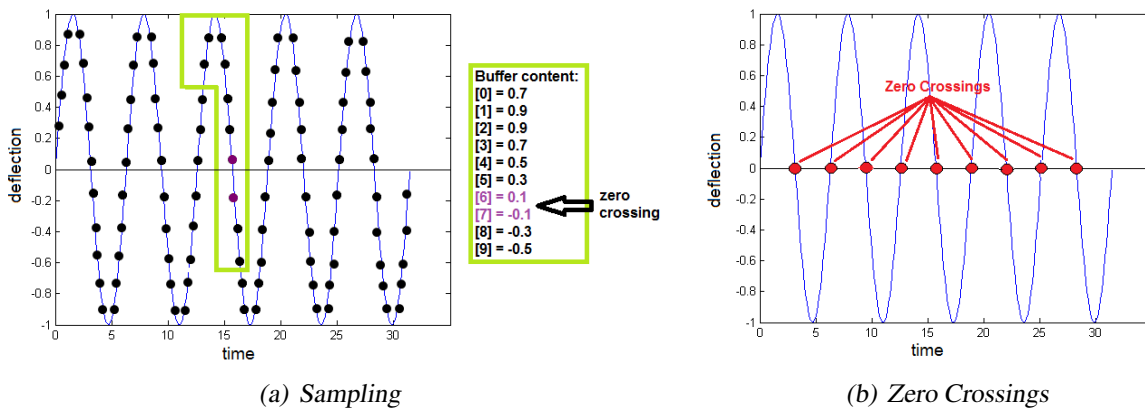 1
0.8
0.6
0.4
0.2
0
-0.2
-0.4
-0.6
-0.8
-1
deflection
0 5 10 15 20 25 30
time
Buffer content:
[0] = 0.7
[1] = 0.9
[2] = 0.9
[3] = 0.7
[4] = 0.5
[5] = 0.3
[6] = 0.1
[7] = -0.1
[8] = -0.3
[9] = -0.5
zero
crossing
(a) Sampling
1
0.8
0.6
0.4
0.2
0
-0.2
-0.4
-0.6
-0.8
-1
deflection
Zero Crossings
0 5 10 15 20 25 30
time
(b) Zero Crossings